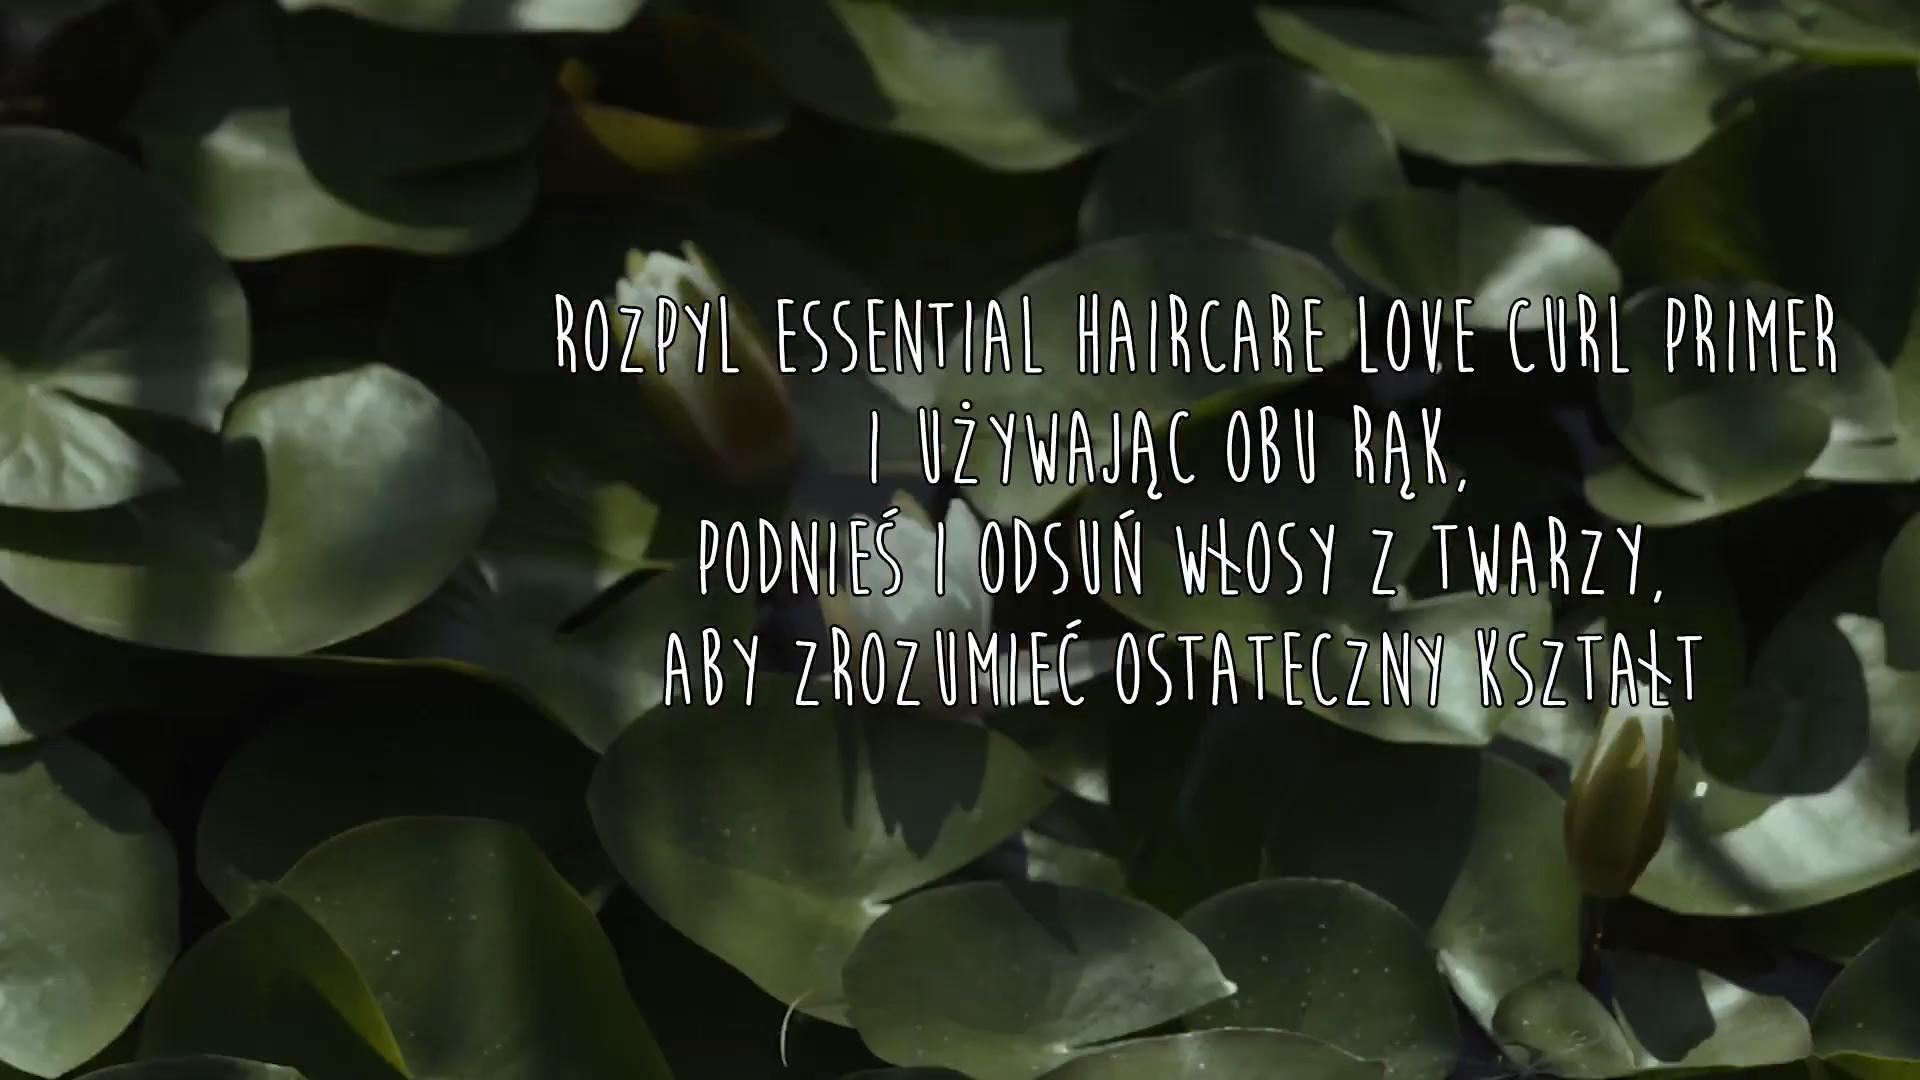 ROZPYL ESSENTIAL HAIRCARE LOVE CURL PRIMER
I UŻYWAJĄC OBU RĄK,
PODNIEŚ I ODSUŃ WŁOSY Z TWARZY,
ABY ZROZUMIEĆ OSTATECZNY KSZTAŁT